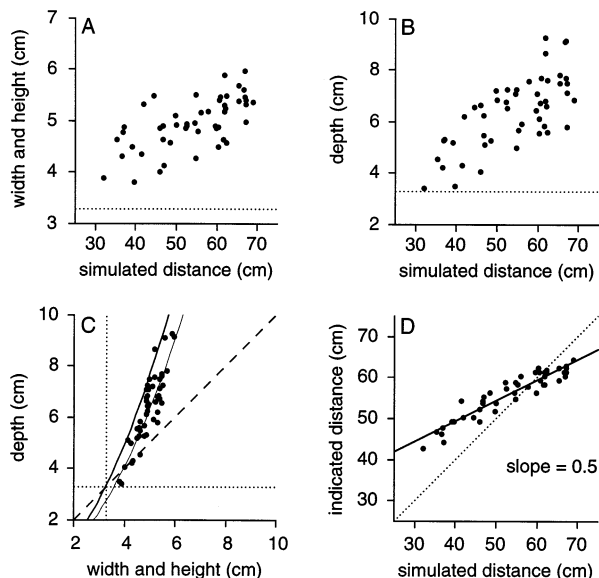 A
7
6
5
4
3
width and height (cm)
30 40 50 60 70
simulated distance (cm)
B
10
8
6
4
2
depth (cm)
30 40 50 60 70
simulated distance (cm)
C
10
8
6
4
2
depth (cm)
2 4 6 8 10
width and height (cm)
D
70
60
50
40
30
indicated distance (cm)
slope = 0.5
30 40 50 60 70
simulated distance (cm)